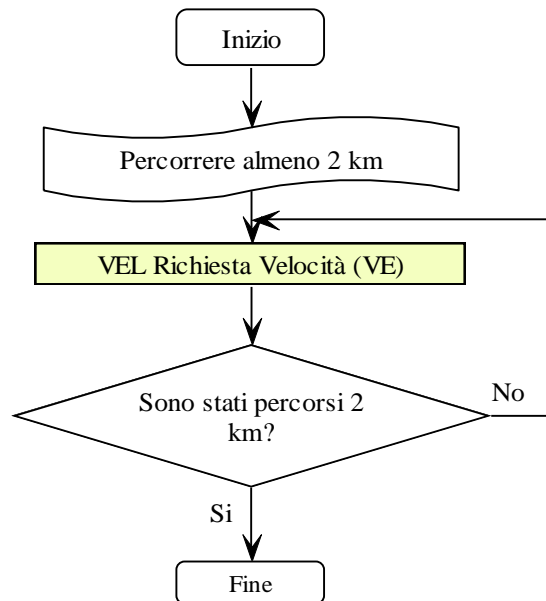 Inizio
Percorrere almeno 2 km
VEL Richiesta Velocità (VE)
Sono stati percorsi 2
km?
No
Si
Fine